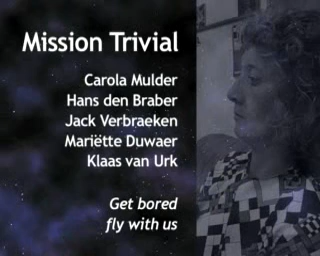 Mission Trivial
Carola Mulder
Hans den Braber
Jack Verbraeken
Mariëtte Duwaer
Klaas van Urk
Get bored
fly with us